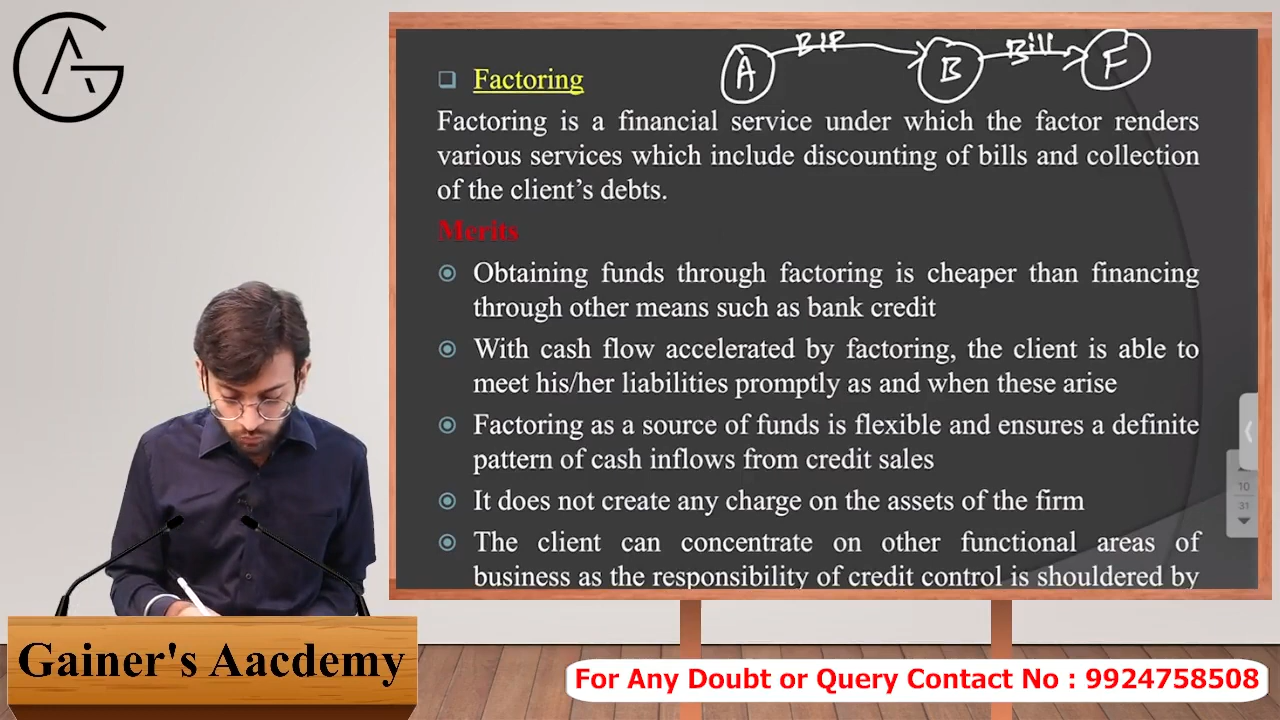 A B/P B Bill F
Factoring
Factoring is a financial service under which the factor renders
various services which include discounting of bills and collection
of the client’s debts.
Merits
Obtaining funds through factoring is cheaper than financing
through other means such as bank credit
With cash flow accelerated by factoring, the client is able to
meet his/her liabilities promptly as and when these arise
Factoring as a source of funds is flexible and ensures a definite
pattern of cash inflows from credit sales
It does not create any charge on the assets of the firm
The client can concentrate on other functional areas of
business as the responsibility of credit control is shouldered by
10
31
Gainer's Aacdemy
For Any Doubt or Query Contact No : 9924758508